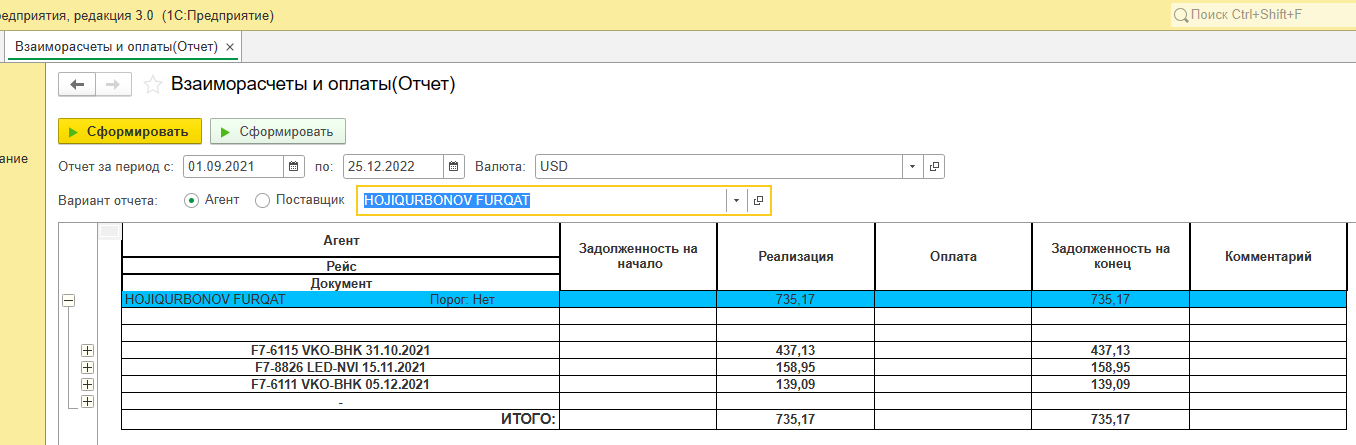 едприятия, редакция 3.0 (1С:Предприятие)
Поиск Ctrl+Shift+F
Взаиморасчеты и оплаты(Отчет) ×
Взаиморасчеты и оплаты(Отчет)
Сформировать Сформировать
ание
Отчет за период с: 01.09.2021 по: 25.12.2022 Валюта: USD
Вариант отчета: Агент Поставщик HOJIQURBONOV FURQAT
Агент Задолженность на начало Реализация Оплата Задолженность на конец Комментарий
Рейс
Документ
HOJIQURBONOV FURQAT Порог: Нет 735,17 735,17
F7-6115 VKO-BHK 31.10.2021 437,13 437,13
F7-8826 LED-NVI 15.11.2021 158,95 158,95
F7-6111 VKO-BHK 05.12.2021 139,09 139,09
-
ИТОГО: 735,17 735,17